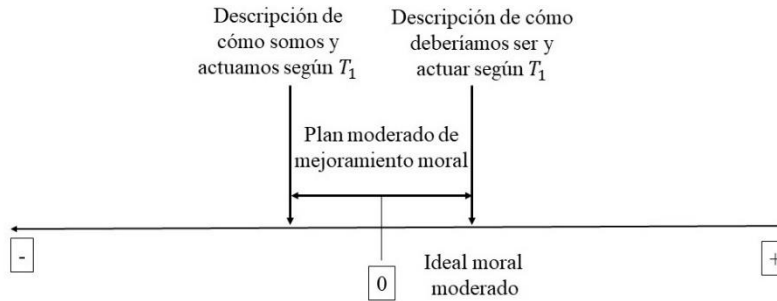 Descripción de
cómo somos y
actuamos según T₁
Descripción de cómo
deberíamos ser y
actuar según T₁
Plan moderado de
mejoramiento moral
-
0
Ideal moral
moderado
+